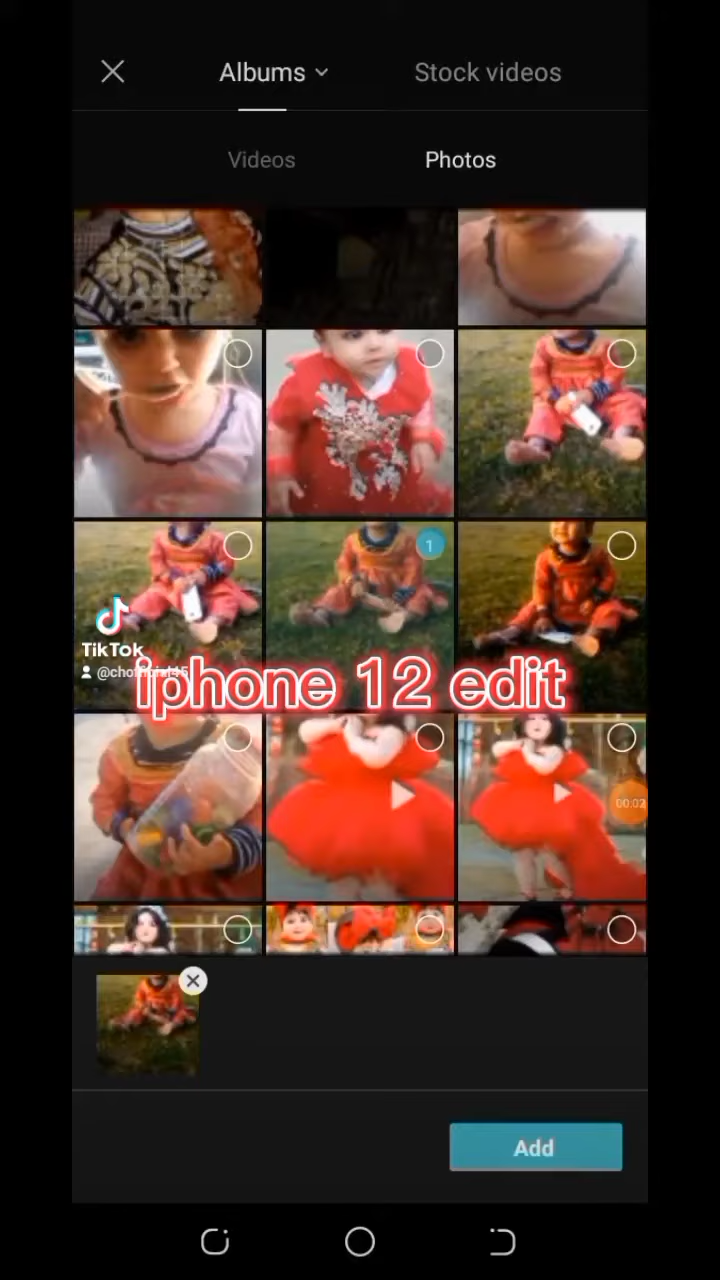 Albums
Stock videos
Videos
Photos
1
TikTok
iphone 12 edit
00:02
Add